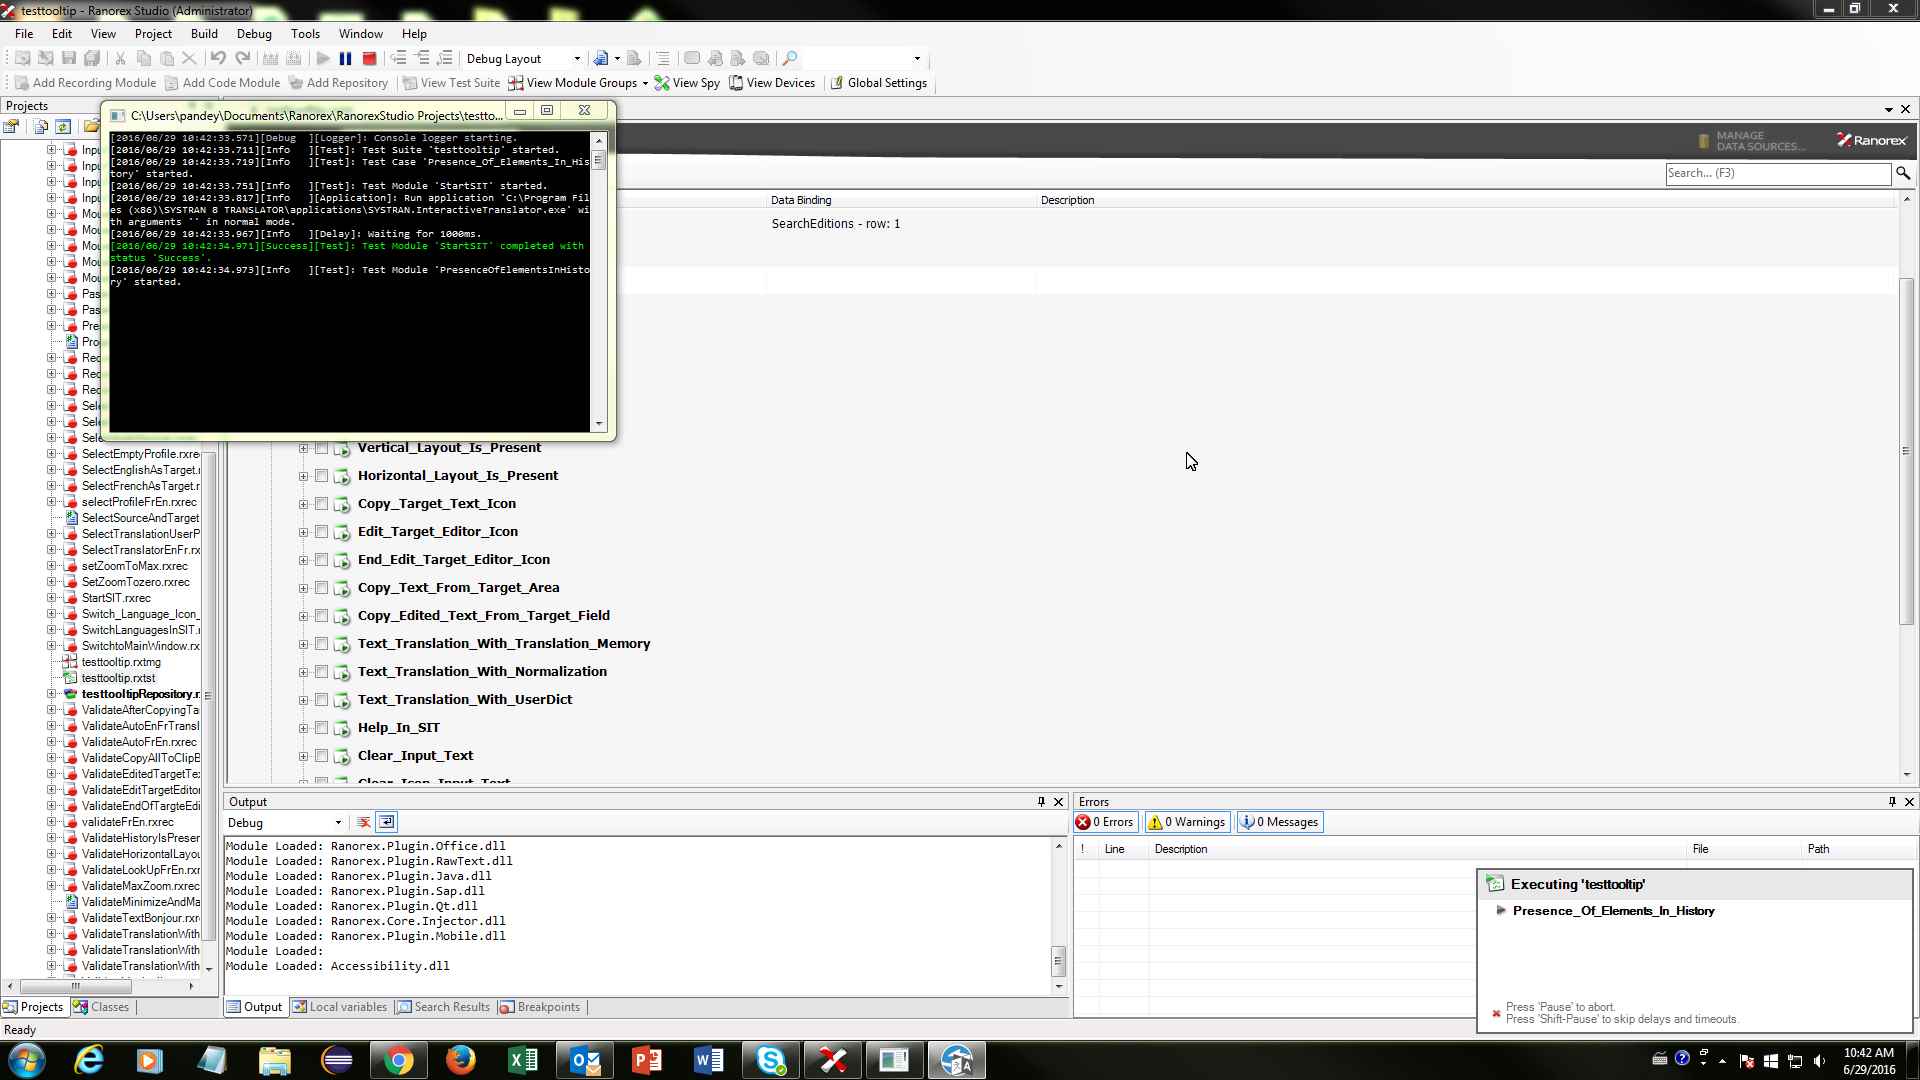 testtooltip - Ranorex Studio (Administrator)
File Edit View Project Build Debug Tools Window Help
Debug Layout
Add Recording Module Add Code Module Add Repository View Test Suite View Module Groups View Spy View Devices Global Settings
Projects
C:\Users\pandey\Documents\Ranorex\RanorexStudio Projects\testto...
[2016/06/29 10:42:33.571][Debug ][Logger]: Console logger starting.
[2016/06/29 10:42:33.711][Info ][Test]: Test Suite 'testtooltip' started.
[2016/06/29 10:42:33.719][Info ][Test]: Test Case 'Presence_Of_Elements_In_His
tory' started.
[2016/06/29 10:42:33.751][Info ][Test]: Test Module 'StartSIT' started.
[2016/06/29 10:42:33.817][Info ][Application]: Run application 'C:\Program Fil
es (x86)\SYSTRAN 8 TRANSLATOR\applications\SYSTRAN.InteractiveTranslator.exe' wi
th arguments '' in normal mode.
[2016/06/29 10:42:33.967][Info ][Delay]: Waiting for 1000ms.
[2016/06/29 10:42:34.971][Success][Test]: Test Module 'StartSIT' completed with
status 'Success'.
[2016/06/29 10:42:34.973][Info ][Test]: Test Module 'PresenceOfElementsInHisto
ry' started.
MANAGE
DATA SOURCES...
Ranorex
Search... (F3)
Data Binding Description
SearchEditions - row: 1
Inpu
Inpu
Inpu
Inpu
Mou
Mou
Mou
Mou
Mou
Pas
Pas
Pre
Pro
Rec
Rec
Rec
Sele
Sele
SelectEmptyProfile.rxre
SelectEnglishAsTarget.
SelectFrenchAsTarget.r
selectProfileFrEn.rxrec
SelectSourceAndTarget
SelectTranslationUserP
SelectTranslatorEnFr.rx
setZoomToMax.rxrec
SetZoomTozero.rxrec
StartSIT.rxrec
Switch_Language_Icon_
SwitchLanguagesInSIT.r
SwitchtoMainWindow.rx
testtooltip.rxtmg
testtooltip.rxtst
testtooltipRepository.r
ValidateAfterCopyingTa
ValidateAutoEnFrTransl
ValidateAutoFrEn.rxrec
ValidateCopyAllToClipB
ValidateEditedTargetTe
ValidateEditTargetEditor
ValidateEndOfTargteEdi
validateFrEn.rxrec
ValidateHistoryIsPreser
ValidateHorizontalLayou
ValidateLookUpFrEn.rx
ValidateMaxZoom.rxrec
ValidateMinimizeAndMa
ValidateTextBonjour.rxr
ValidateTranslationWith
ValidateTranslationWith
ValidateTranslationWith
Vertical_Layout_Is_Present
Horizontal_Layout_Is_Present
Copy_Target_Text_Icon
Edit_Target_Editor_Icon
End_Edit_Target_Editor_Icon
Copy_Text_From_Target_Area
Copy_Edited_Text_From_Target_Field
Text_Translation_With_Translation_Memory
Text_Translation_With_Normalization
Text_Translation_With_UserDict
Help_In_SIT
Clear_Input_Text
Clear_Icon_Input_Text
Projects Classes
Output
Debug
Module Loaded: Ranorex.Plugin.Office.dll
Module Loaded: Ranorex.Plugin.RawText.dll
Module Loaded: Ranorex.Plugin.Java.dll
Module Loaded: Ranorex.Plugin.Sap.dll
Module Loaded: Ranorex.Plugin.Qt.dll
Module Loaded: Ranorex.Core.Injector.dll
Module Loaded: Ranorex.Plugin.Mobile.dll
Module Loaded:
Module Loaded: Accessibility.dll
Output Local variables Search Results Breakpoints
Errors
0 Errors 0 Warnings 0 Messages
! Line Description File Path
Executing 'testtooltip'
Presence_Of_Elements_In_History
Press 'Pause' to abort.
Press 'Shift-Pause' to skip delays and timeouts.
Ready
10:42 AM
6/29/2016